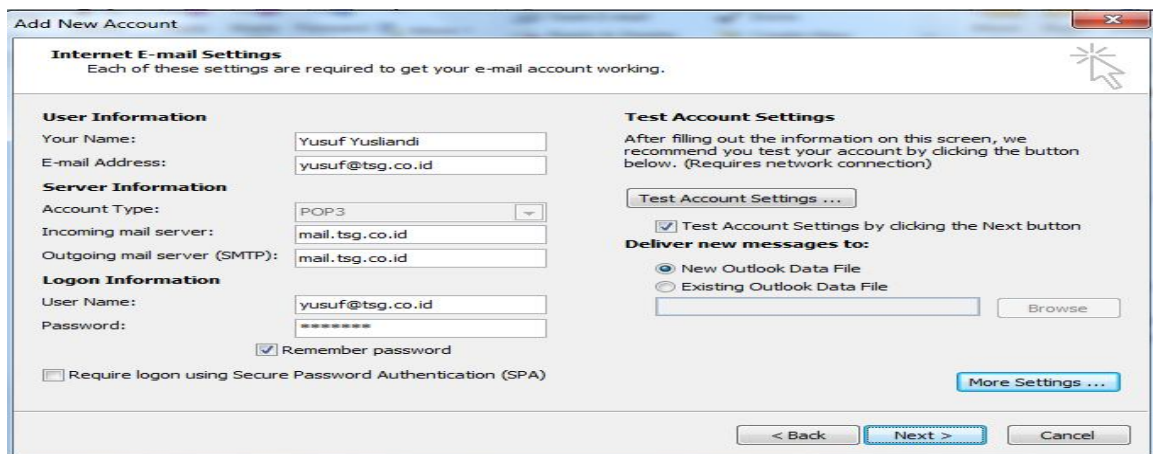 Add New Account
Internet E-mail Settings
Each of these settings are required to get your e-mail account working.
User Information
Your Name: Yusuf Yusliandi
E-mail Address: yusuf@tsg.co.id
Server Information
Account Type: POP3
Incoming mail server: mail.tsg.co.id
Outgoing mail server (SMTP): mail.tsg.co.id
Logon Information
User Name: yusuf@tsg.co.id
Password: *******
Remember password
Require logon using Secure Password Authentication (SPA)
Test Account Settings
After filling out the information on this screen, we
recommend you test your account by clicking the button
below. (Requires network connection)
Test Account Settings ...
Test Account Settings by clicking the Next button
Deliver new messages to:
New Outlook Data File
Existing Outlook Data File
Browse
More Settings ...
< Back Next > Cancel